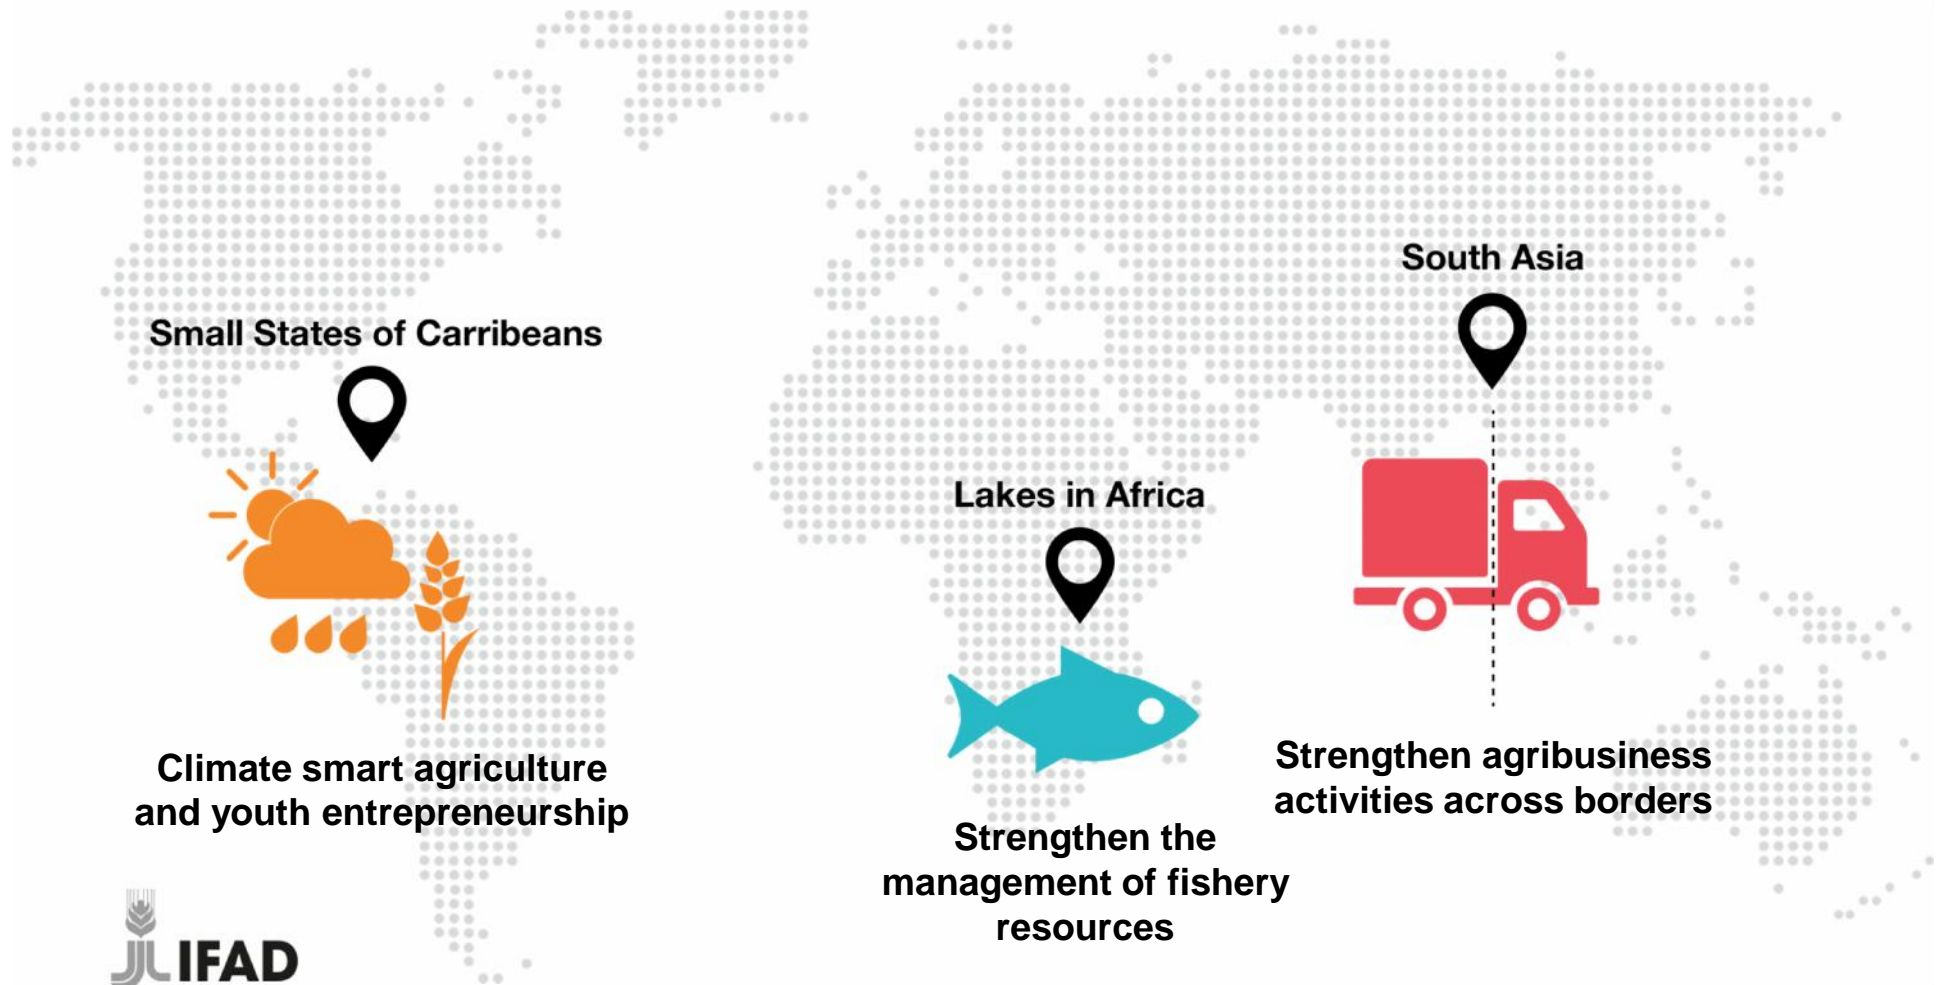 Small States of Carribeans
Climate smart agriculture
and youth entrepreneurship
Lakes in Africa
Strengthen the
management of fishery
resources
South Asia
Strengthen agribusiness
activities across borders
IFAD